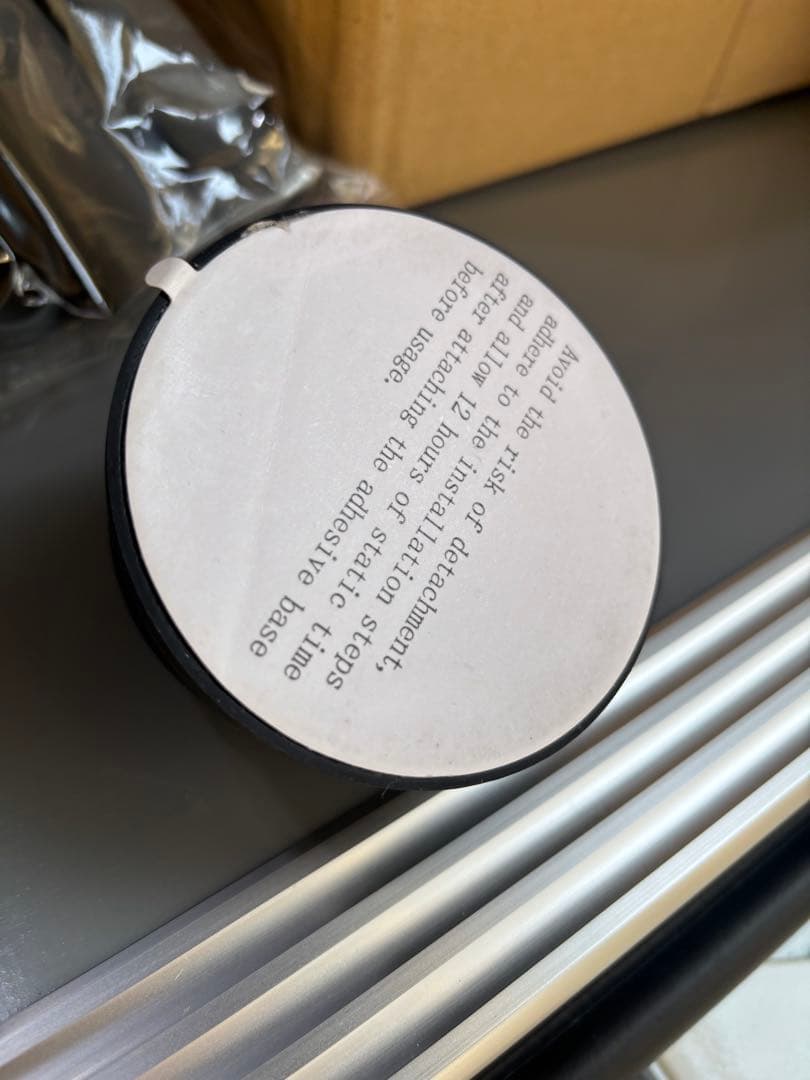 Avoid the risk of detachment,
adhere to the installation steps
and allow 12 hours of static time
after attaching the adhesive base
before usage.